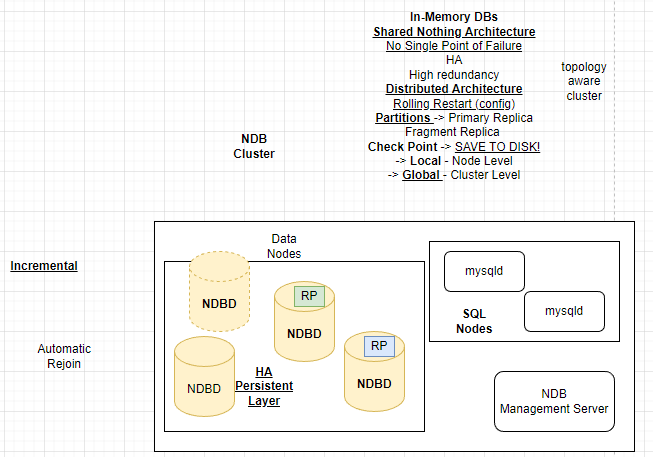 In-Memory DBs
Shared Nothing Architecture
No Single Point of Failure
HA
High redundancy
Distributed Architecture
Rolling Restart (config)
Partitions -> Primary Replica
Fragment Replica
Check Point -> SAVE TO DISK!
-> Local - Node Level
-> Global - Cluster Level
topology
aware
cluster
NDB
Cluster
Incremental
Automatic
Rejoin
Data
Nodes
NDBD
RP
NDBD
RP
NDBD
NDBD
HA
Persistent
Layer
mysqld
mysqld
SQL
Nodes
NDB
Management Server